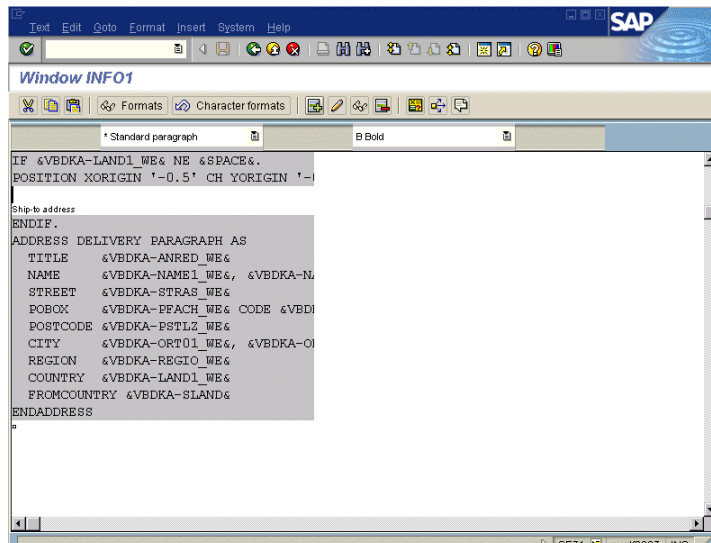 Text Edit Goto Format Insert System Help
SAP
Window INFO1
Formats Character formats
* Standard paragraph B Bold
IF &VBDKA-LAND1_WE& NE &SPACE&.
POSITION XORIGIN '-0.5' CH YORIGIN
Ship-to address
ENDIF.
ADDRESS DELIVERY PARAGRAPH AS
TITLE &VBDKA-ANRED_WE&
NAME &VBDKA-NAME1_WE&,
STREET &VBDKA-STRAS_WE&
POBOX &VBDKA-PFACH_WE& CODE
POSTCODE &VBDKA-PSTLZ_WE&
CITY &VBDKA-ORT01_WE&,
REGION &VBDKA-REGIO_WE&
COUNTRY &VBDKA-LAND1_WE&
FROMCOUNTRY &VBDKA-SLAND&
ENDADDRESS